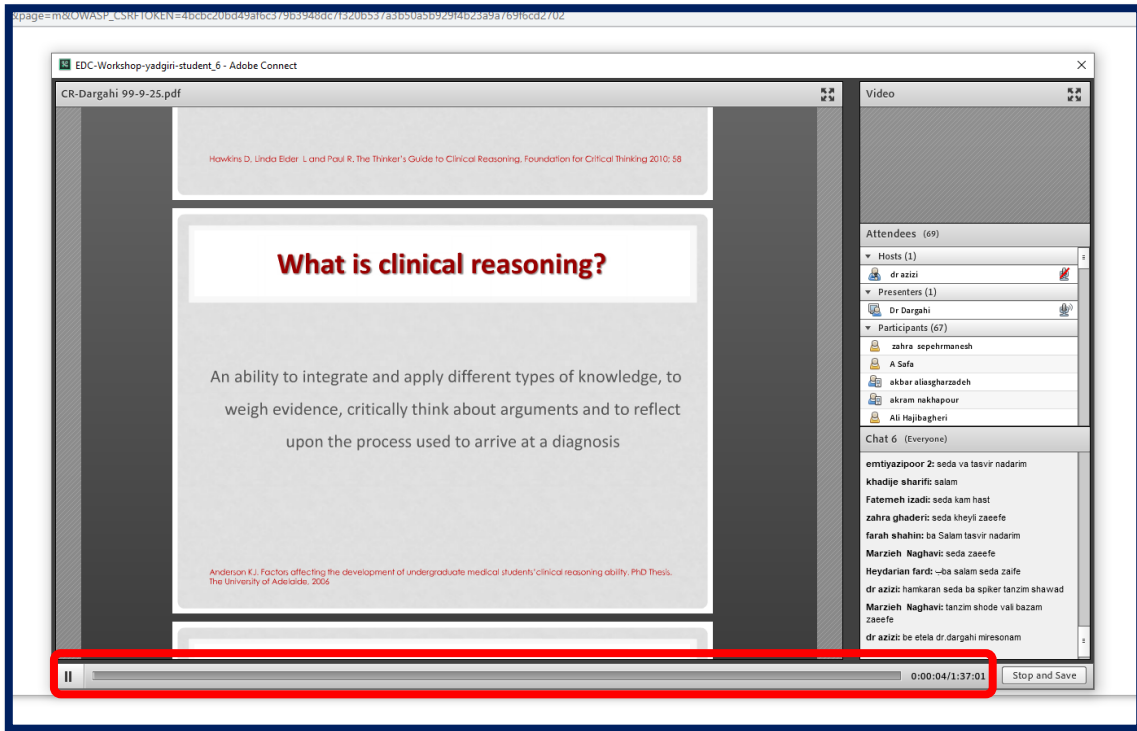 &page=m&OWASP_CSRFTOKEN=4bcbc20bd49af6c379b3948dc7f320b537a3b50a5b929f4b23a9a769f6cd2702
EDC-Workshop-yadgiri-student_6 - Adobe Connect
CR-Dargahi 99-9-25.pdf
Hawkins D, Linda Elder L and Paul R, The Thinker's Guide to Clinical Reasoning, Foundation for Critical Thinking 2010; 58
What is clinical reasoning?
An ability to integrate and apply different types of knowledge, to
weigh evidence, critically think about arguments and to reflect
upon the process used to arrive at a diagnosis
Anderson KJ. Factors affecting the development of undergraduate medical students'clinical reasoning ability. PhD Thesis.
The University of Adelaide, 2006
0:00:04/1:37:01
Stop and Save
Video
Attendees (69)
Hosts (1)
dr azizi
Presenters (1)
Dr Dargahi
Participants (67)
zahra sepehrmanesh
A Safa
akbar aliasgharzadeh
akram nakhapour
Ali Hajibagheri
Chat 6 (Everyone)
emtiyazipoor 2: seda va tasvir nadarim
khadije sharifi: salam
Fatemeh izadi: seda kam hast
zahra ghaderi: seda kheyli zaeefe
farah shahin: ba Salam tasvir nadarim
Marzieh Naghavi: seda zaeefe
Heydarian fard: ba salam seda zaife
dr azizi: hamkaran seda ba spiker tanzim shawad
Marzieh Naghavi: tanzim shode vali bazam
zaeefe
dr azizi: be etela dr.dargahi miresonam